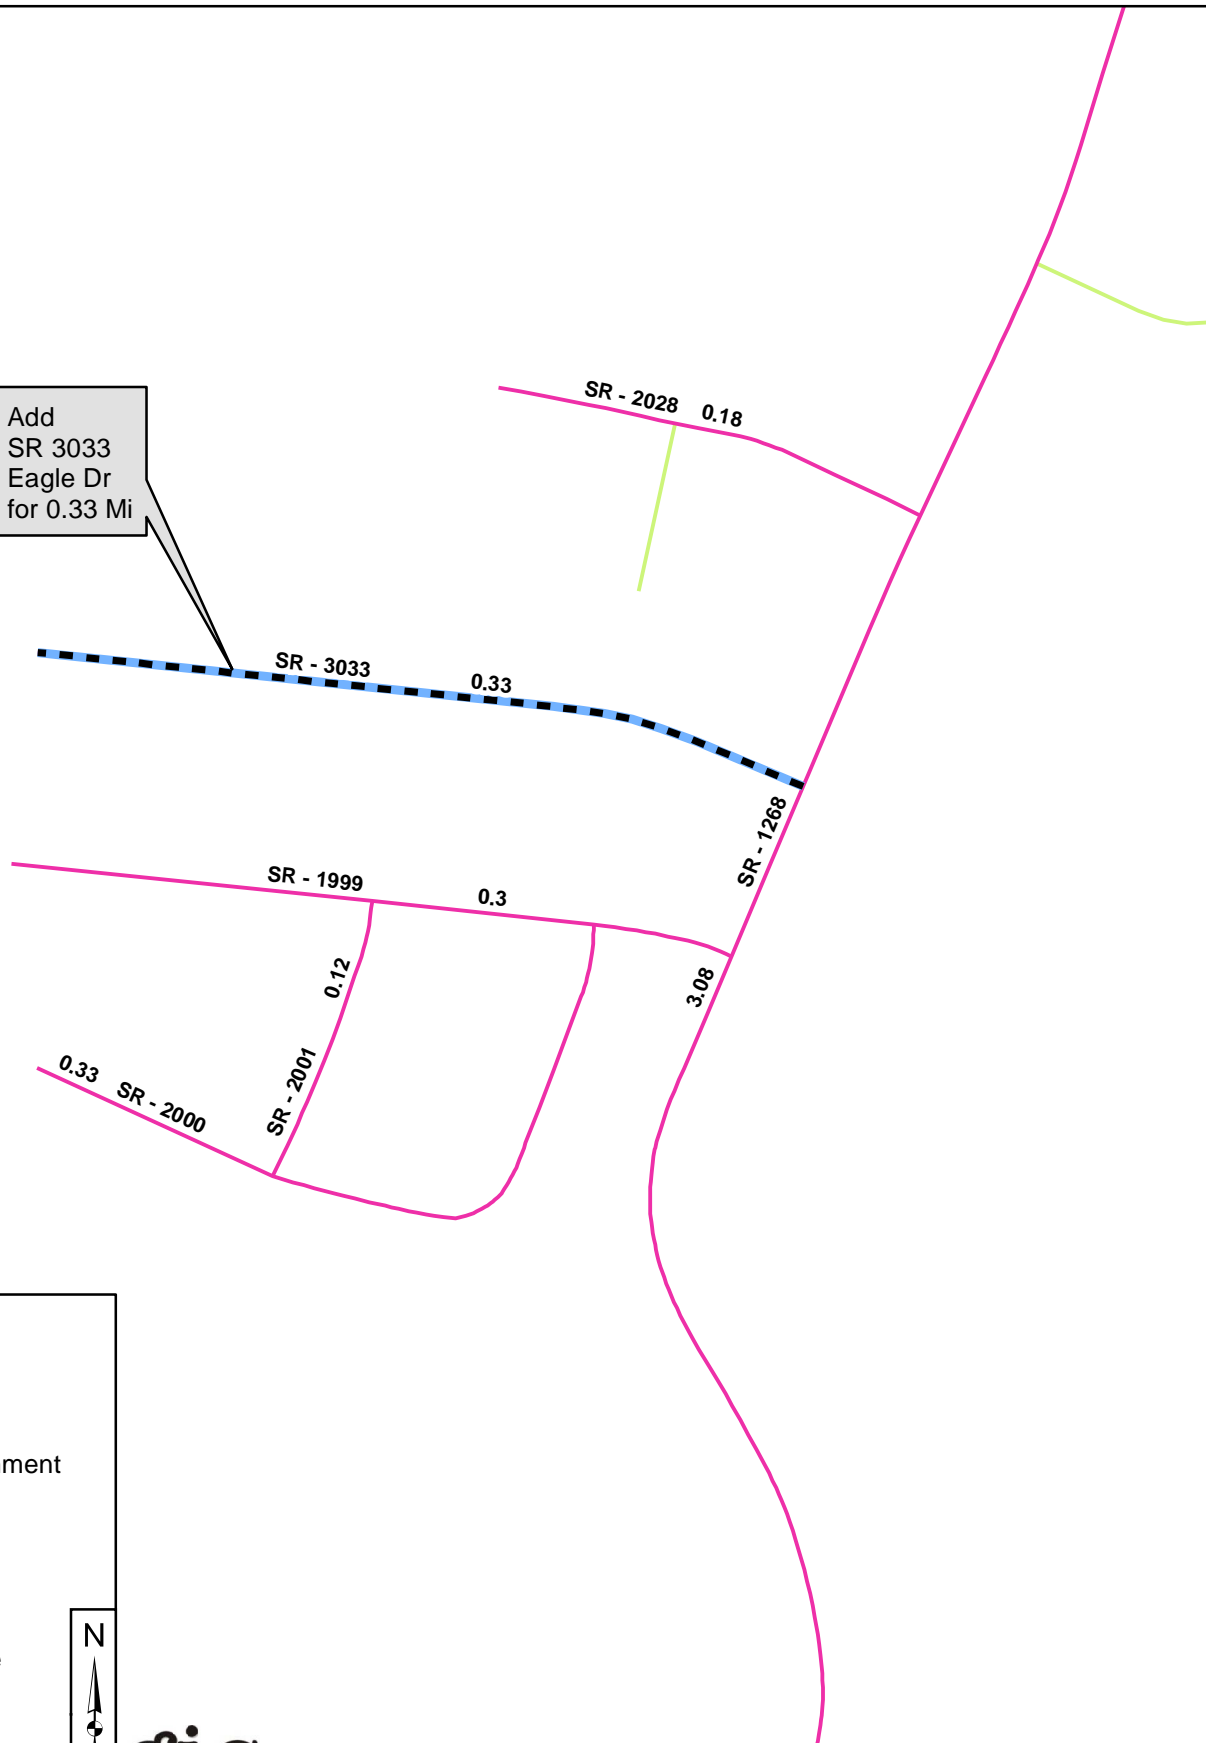 SR - 2028 0.18
Add
SR 3033
Eagle Dr
for 0.33 Mi
SR - 3033 0.33
SR - 1268
3.08
SR - 1999 0.3
0.12
SR - 2001
0.33 SR - 2000
N